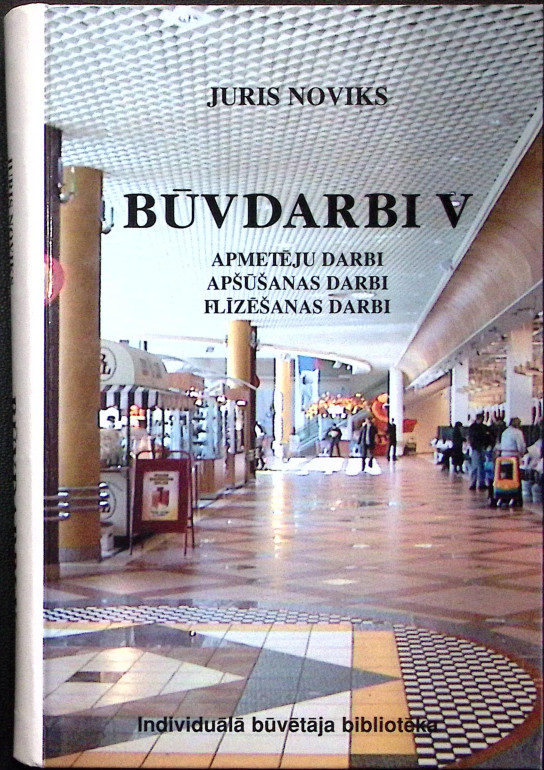 JURIS NOVIKS
BŪVDARBI V
APMETĒJU DARBI
APŠŪŠANAS DARBI
FLĪZĒŠANAS DARBI
Individuālā būvētāja bibliotēka